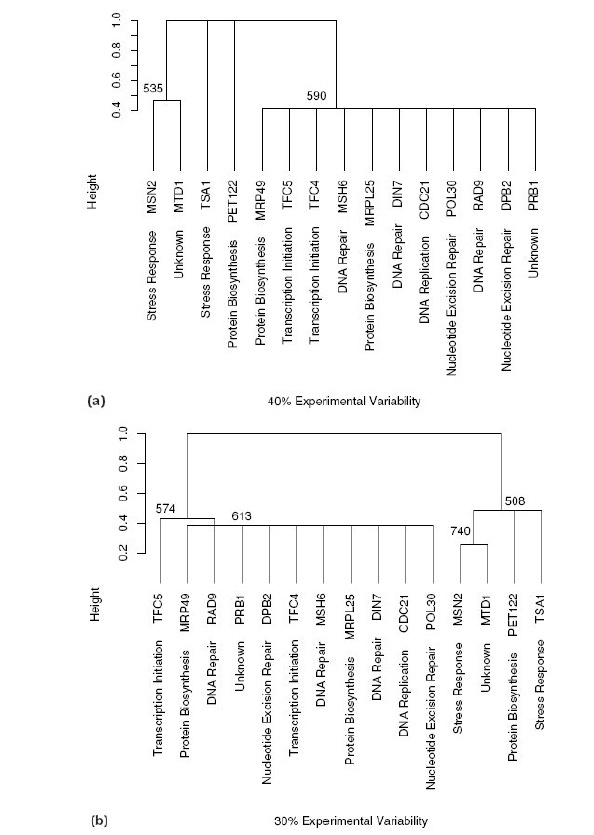 1.0
0.8
0.6
0.4
Height
535
590
MSN2
MTD1
TSA1
PET122
MRP49
TFC5
TFC4
MSH6
MRPL25
DIN7
CDC21
POL30
RAD9
DPB2
PRB1
Stress Response
Unknown
Stress Response
Protein Biosynthesis
Protein Biosynthesis
Transcription Initiation
Transcription Initiation
DNA Repair
Protein Biosynthesis
DNA Repair
DNA Replication
Nucleotide Excision Repair
DNA Repair
Nucleotide Excision Repair
Unknown
(a) 40% Experimental Variability
1.0
0.8
0.6
0.4
0.2
Height
574
613
740
508
TFC5
MRP49
RAD9
PRB1
DPB2
TFC4
MSH6
MRPL25
DIN7
CDC21
POL30
MSN2
MTD1
PET122
TSA1
Transcription Initiation
Protein Biosynthesis
DNA Repair
Unknown
Nucleotide Excision Repair
Transcription Initiation
DNA Repair
Protein Biosynthesis
DNA Repair
DNA Replication
Nucleotide Excision Repair
Stress Response
Unknown
Protein Biosynthesis
Stress Response
(b) 30% Experimental Variability